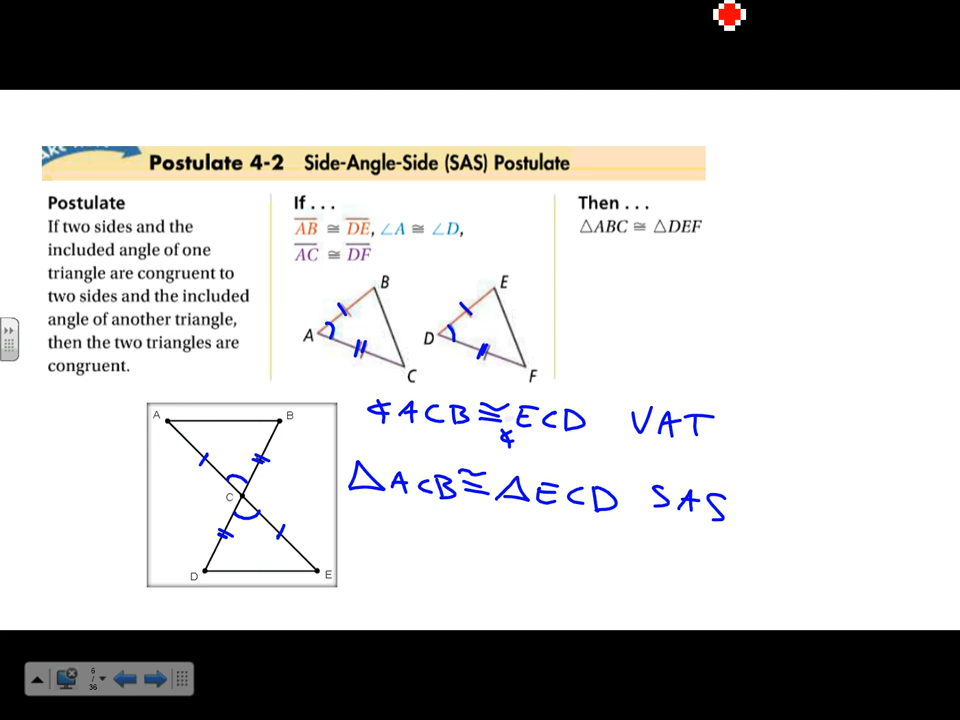 Postulate 4-2 Side-Angle-Side (SAS) Postulate
Postulate
If two sides and the
included angle of one
triangle are congruent to
two sides and the included
angle of another triangle,
then the two triangles are
congruent.
If . . .
AB ≅ DE, ∠A ≅ ∠D,
AC ≅ DF
B
A
C
E
D
F
Then . . .
△ABC ≅ △DEF
A
B
C
D
E
∢ACB ≅ ∢ECD VAT
△ACB ≅ △ECD SAS
6
/
36